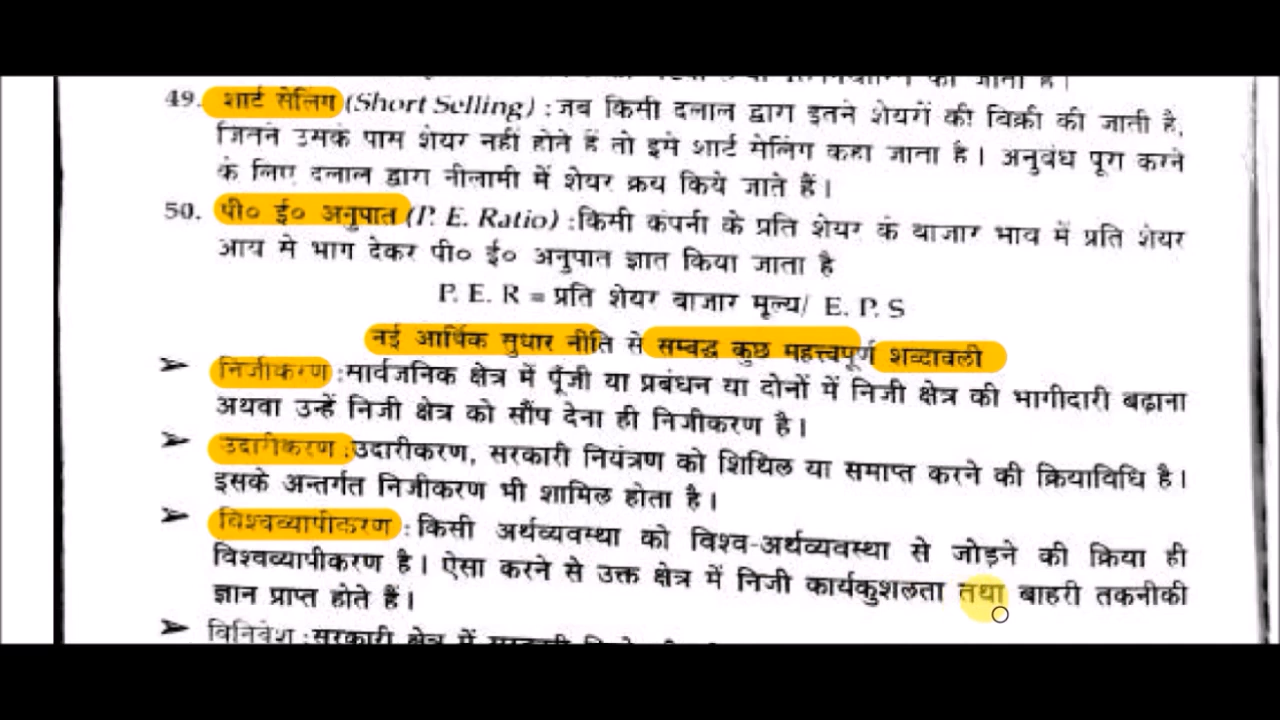 की जाता है।
49. शार्ट सेलिंग (Short Selling) : जब किसी दलाल द्वारा इतने शेयरों की बिक्री की जाती है,
जितने उसके पास शेयर नहीं होते हैं तो इसे शार्ट सेलिंग कहा जाता है। अनुबंध पूरा करने
के लिए दलाल द्वारा नीलामी में शेयर क्रय किये जाते हैं।
50. पी० ई० अनुपात (P. E. Ratio) : किसी कंपनी के प्रति शेयर के बाजार भाव में प्रति शेयर
आय से भाग देकर पी० ई० अनुपात ज्ञात किया जाता है
P. E. R = प्रति शेयर बाजार मूल्य/ E. P. S
नई आर्थिक सुधार नीति से सम्बद्ध कुछ महत्त्वपूर्ण शब्दावली
➤ निजीकरण : सार्वजनिक क्षेत्र में पूँजी या प्रबंधन या दोनों में निजी क्षेत्र की भागीदारी बढ़ाना
अथवा उन्हें निजी क्षेत्र को सौंप देना ही निजीकरण है।
➤ उदारीकरण : उदारीकरण, सरकारी नियंत्रण को शिथिल या समाप्त करने की क्रियाविधि है।
इसके अन्तर्गत निजीकरण भी शामिल होता है।
➤ विश्वव्यापीकरण : किसी अर्थव्यवस्था को विश्व-अर्थव्यवस्था से जोड़ने की क्रिया ही
विश्वव्यापीकरण है। ऐसा करने से उक्त क्षेत्र में निजी कार्यकुशलता तथा बाहरी तकनीकी
ज्ञान प्राप्त होते हैं।
➤ विनिवेश : सरकारी क्षेत्र में